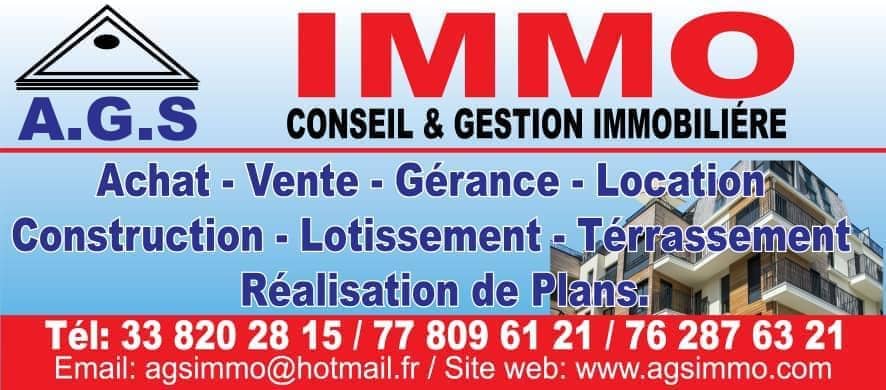 IMMO
A.G.S
CONSEIL & GESTION IMMOBILIÉRE
Achat - Vente - Gérance - Location
Construction - Lotissement - Térrassement
Réalisation de Plans.
Tél: 33 820 28 15 / 77 809 61 21 / 76 287 63 21
Email: agsimmo@hotmail.fr / Site web: www.agsimmo.com